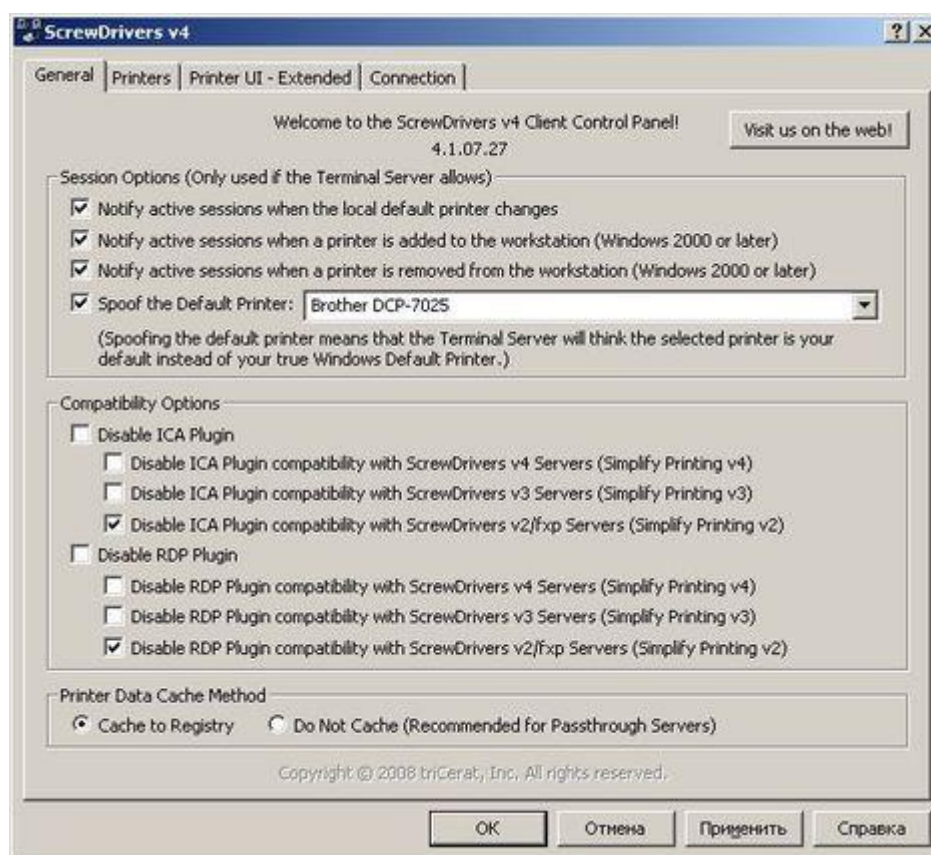 ScrewDrivers v4
General Printers Printer UI - Extended Connection
Welcome to the ScrewDrivers v4 Client Control Panel!
4.1.07.27
Visit us on the web!
Session Options (Only used if the Terminal Server allows)
Notify active sessions when the local default printer changes
Notify active sessions when a printer is added to the workstation (Windows 2000 or later)
Notify active sessions when a printer is removed from the workstation (Windows 2000 or later)
Spoof the Default Printer: Brother DCP-7025
(Spoofing the default printer means that the Terminal Server will think the selected printer is your
default instead of your true Windows Default Printer.)
Compatibility Options
Disable ICA Plugin
Disable ICA Plugin compatibility with ScrewDrivers v4 Servers (Simplify Printing v4)
Disable ICA Plugin compatibility with ScrewDrivers v3 Servers (Simplify Printing v3)
Disable ICA Plugin compatibility with ScrewDrivers v2/fxp Servers (Simplify Printing v2)
Disable RDP Plugin
Disable RDP Plugin compatibility with ScrewDrivers v4 Servers (Simplify Printing v4)
Disable RDP Plugin compatibility with ScrewDrivers v3 Servers (Simplify Printing v3)
Disable RDP Plugin compatibility with ScrewDrivers v2/fxp Servers (Simplify Printing v2)
Printer Data Cache Method
Cache to Registry Do Not Cache (Recommended for Passthrough Servers)
Copyright © 2008 triCerat, Inc. All rights reserved.
OK Отмена Применить Справка